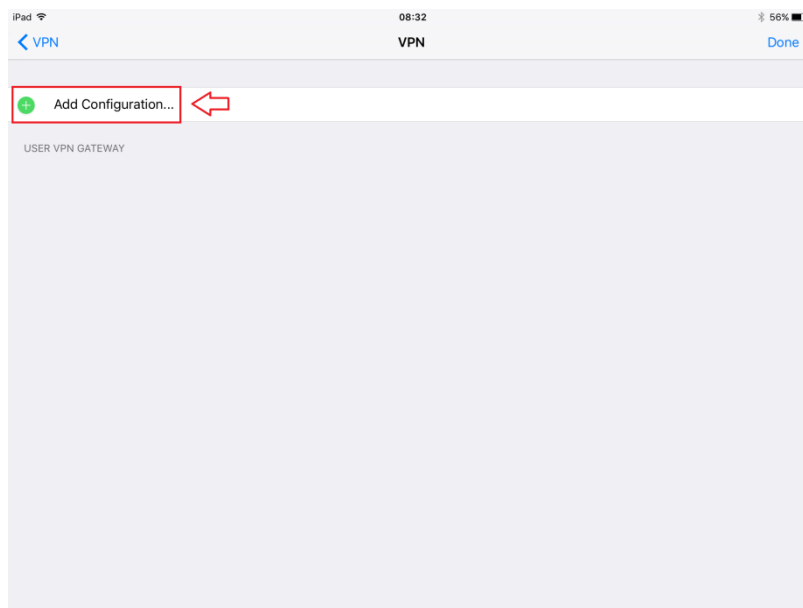 iPad 08:32 56%
VPN VPN Done
Add Configuration...
USER VPN GATEWAY